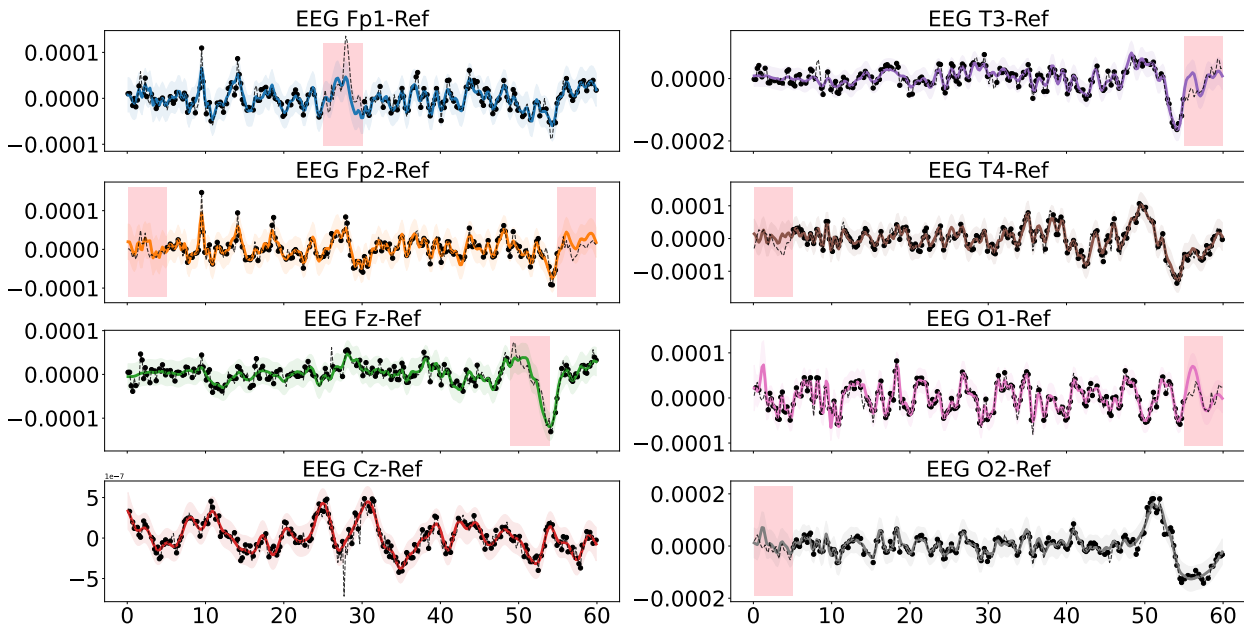 EEG Fp1-Ref
0.0001
0.0000
−0.0001
EEG Fp2-Ref
0.0001
0.0000
−0.0001
EEG Fz-Ref
0.0001
0.0000
−0.0001
EEG Cz-Ref
1e−7
5
0
−5
0 10 20 30 40 50 60
EEG T3-Ref
0.0000
−0.0002
EEG T4-Ref
0.0001
0.0000
−0.0001
EEG O1-Ref
0.0001
0.0000
−0.0001
EEG O2-Ref
0.0002
0.0000
−0.0002
0 10 20 30 40 50 60